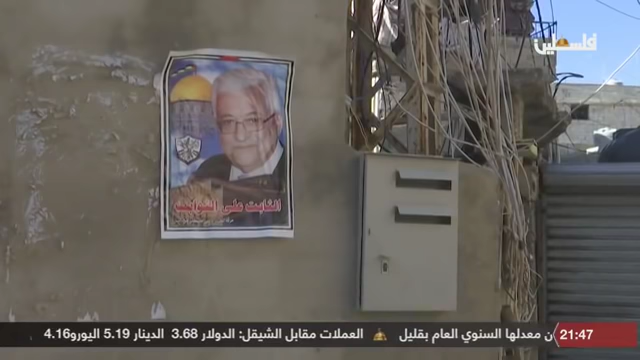 فلسطين
الثابت على الثوابت
ن معدلها السنوي العام بقليل العملات مقابل الشيقل: الدولار 3.68 الدينار 5.19 اليورو 4.16
21:47